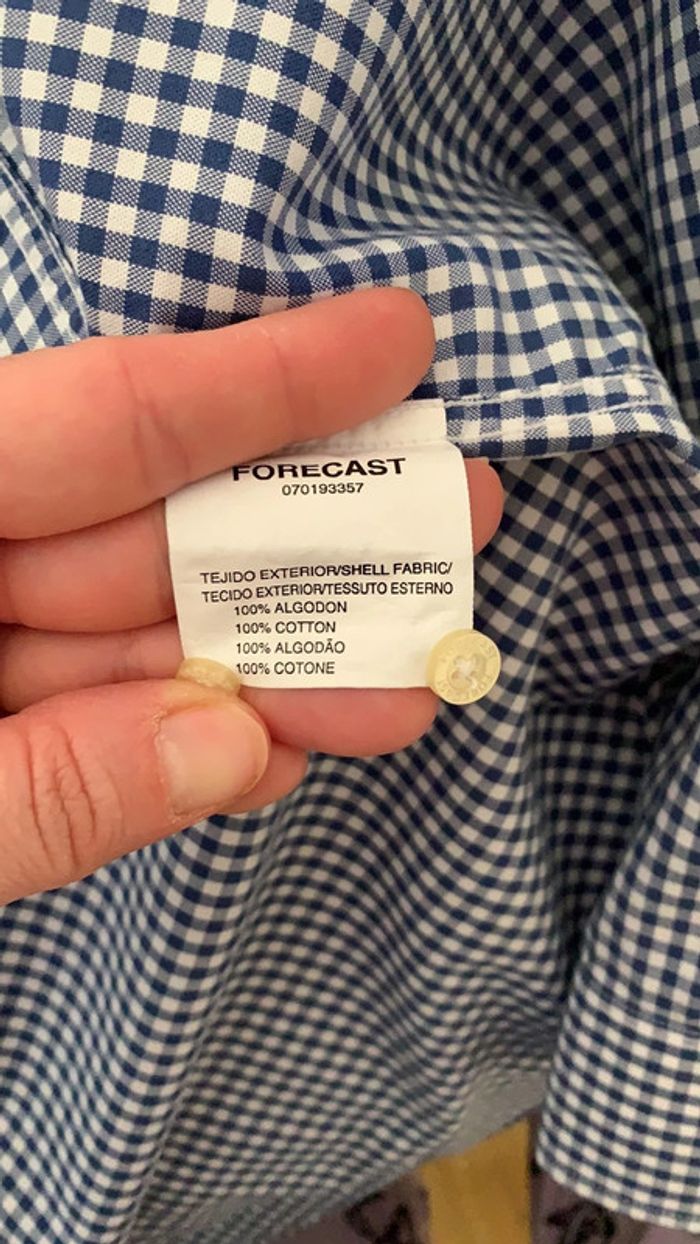 FORECAST
070193357
TEJIDO EXTERIOR/SHELL FABRIC/
TECIDO EXTERIOR/TESSUTO ESTERNO
100% ALGODON
100% COTTON
100% ALGODÃO
100% COTONE